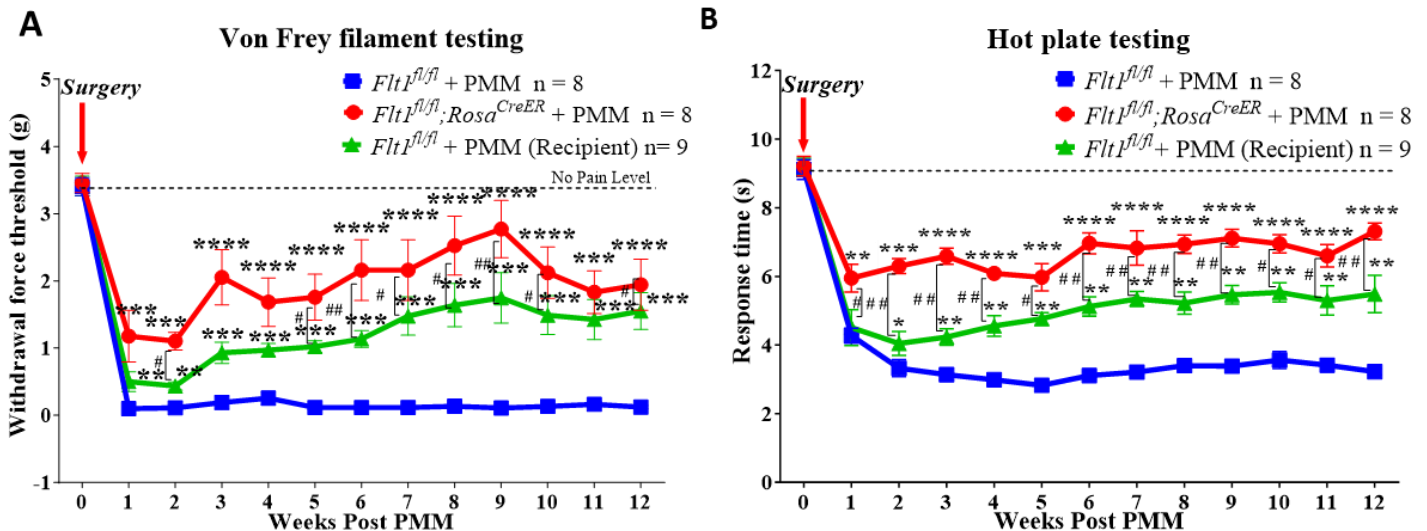 A
Von Frey filament testing
Surgery
Flt1fl/fl + PMM n = 8
Flt1fl/fl;RosaCreER + PMM n = 8
Flt1fl/fl + PMM (Recipient) n= 9
No Pain Level
Withdrawal force threshold (g)
5
4
3
2
1
0
-1
**** **** **** **** **** **** **** **** **** ****
*** ***
** ** *** *** *** *** *** *** *** *** *** ***
# # ## # # ## # #
0 1 2 3 4 5 6 7 8 9 10 11 12
Weeks Post PMM
B
Hot plate testing
Surgery
Flt1fl/fl + PMM n = 8
Flt1fl/fl;RosaCreER + PMM n = 8
Flt1fl/fl+ PMM (Recipient) n = 9
Response time (s)
12
10
8
6
4
2
0
** *** **** **** *** **** **** **** **** **** **** ****
* ** ** ** ** ** ** ** ** ** **
# ## ## ## # ## ## ## ## # # ##
0 1 2 3 4 5 6 7 8 9 10 11 12
Weeks Post PMM